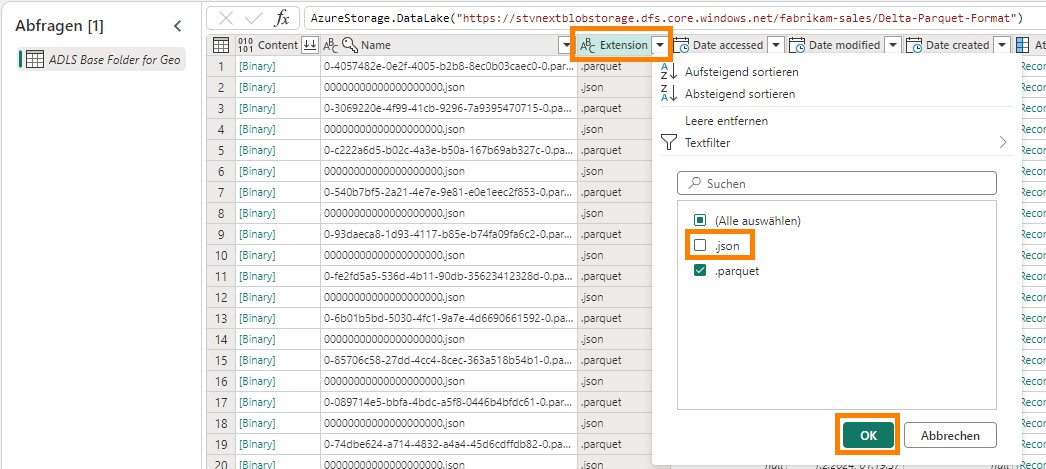 Abfragen [1]
ADLS Base Folder for Geo
fx
AzureStorage.DataLake("https://stvnextblobstorage.dfs.core.windows.net/fabrikam-sales/Delta-Parquet-Format")
Content Name Extension Date accessed Date modified Date created At
1 [Binary] 0-4057482e-0e2f-4005-b2b8-8ec0b03caec0-0.par... .parquet Recor
2 [Binary] 00000000000000000000.json .json Recor
3 [Binary] 0-3069220e-4f99-41cb-9296-7a9395470715-0.par... .parquet Recor
4 [Binary] 00000000000000000000.json .json Recor
5 [Binary] 0-c222a6d5-b02c-4a3e-b50a-167b69ab327c-0.pa... .parquet Recor
6 [Binary] 00000000000000000000.json .json Recor
7 [Binary] 0-540b7bf5-2a21-4e7e-9e81-e0e1eec2f853-0.par... .parquet Recor
8 [Binary] 00000000000000000000.json .json Recor
9 [Binary] 0-93daeca8-1d93-4117-b85e-b74fa09fa6c2-0.par... .parquet Recor
10 [Binary] 00000000000000000000.json .json Recor
11 [Binary] 0-fe2fd5a5-536d-4b11-90db-35623412328d-0.par... .parquet Recor
12 [Binary] 00000000000000000000.json .json Recor
13 [Binary] 0-6b01b5bd-5030-4fc1-9a7e-4d6690661592-0.par... .parquet Recor
14 [Binary] 00000000000000000000.json .json Recor
15 [Binary] 0-85706c58-27dd-4cc4-8cec-363a518b54b1-0.par... .parquet Recor
16 [Binary] 00000000000000000000.json .json Recor
17 [Binary] 0-089714e5-bbfa-4bdc-a5f8-0446b4bfdc61-0.par... .parquet Recor
18 [Binary] 00000000000000000000.json .json Recor
19 [Binary] 0-74dbe624-a714-4832-a4a4-45d6cdffdb82-0.par... .parquet Recor
20 [Binary] 00000000000000000000.json .json null 1.2.2024, 01:19:37 Recor
Aufsteigend sortieren
Absteigend sortieren
Leere entfernen
Textfilter
Suchen
(Alle auswählen)
.json
.parquet
OK Abbrechen